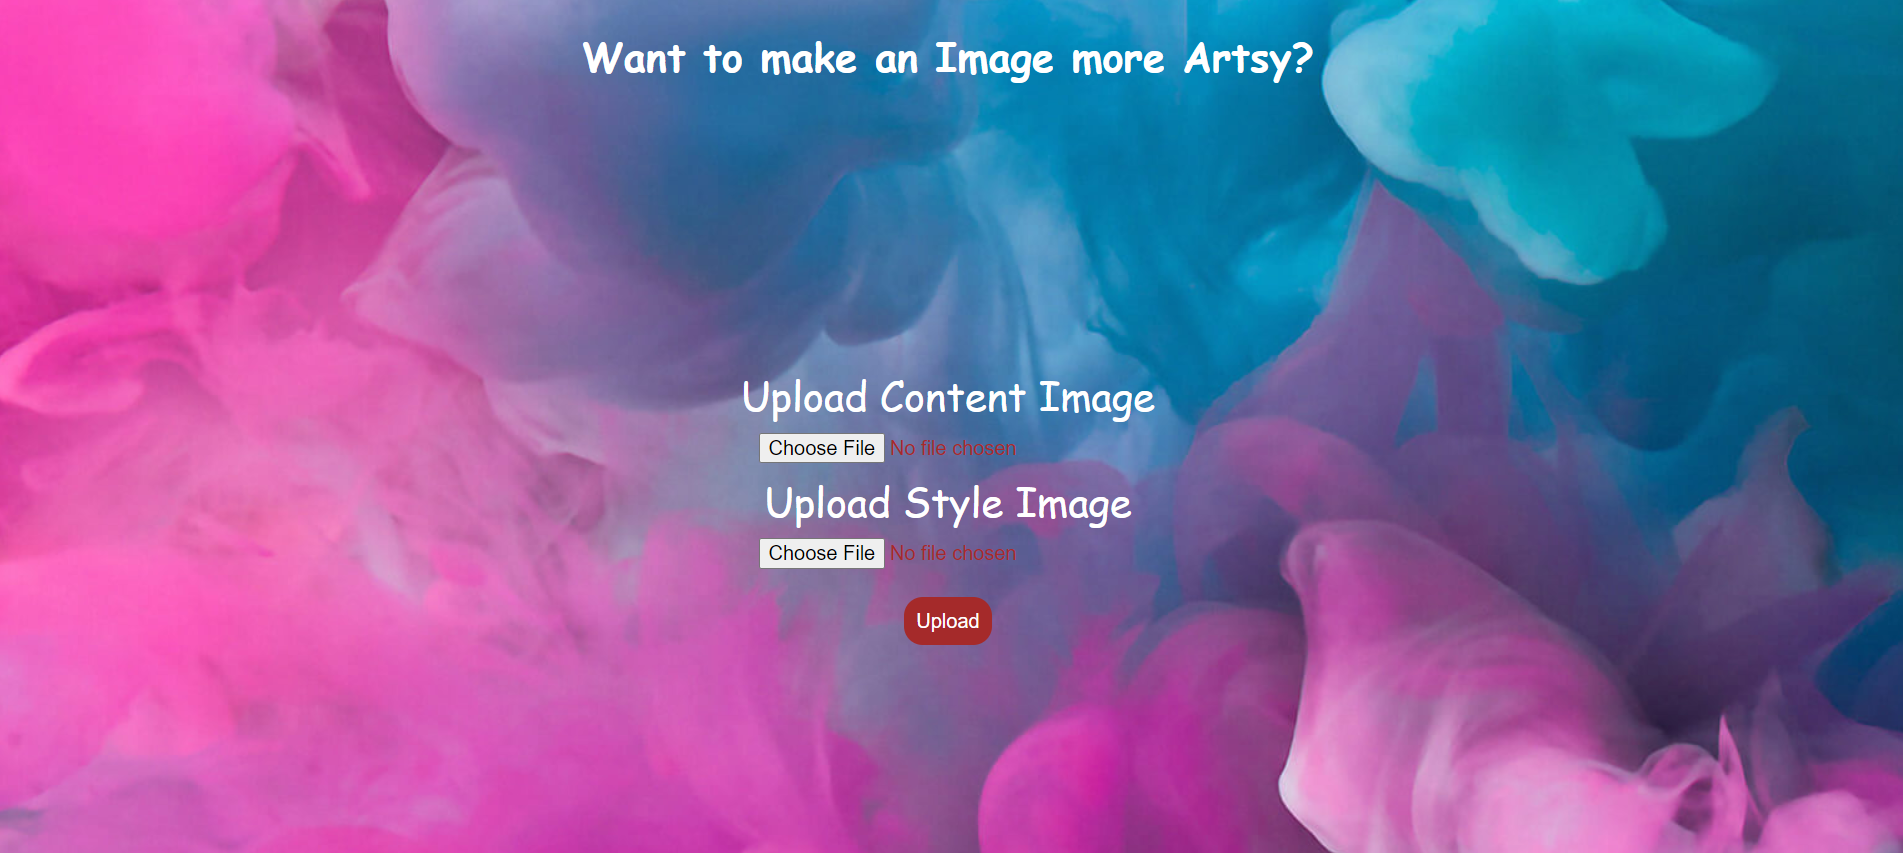 Want to make an Image more Artsy?
Upload Content Image
Choose File No file chosen
Upload Style Image
Choose File No file chosen
Upload